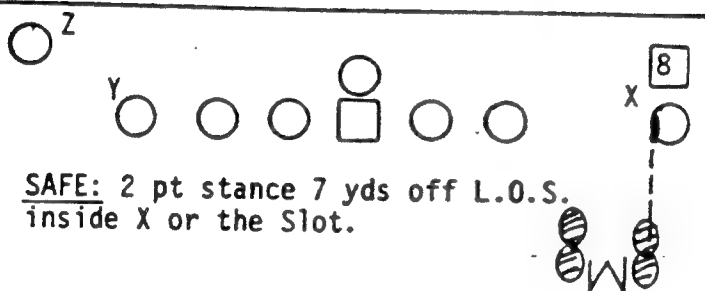 Z
8
Y
X
SAFE: 2 pt stance 7 yds off L.O.S.
inside X or the Slot.
W